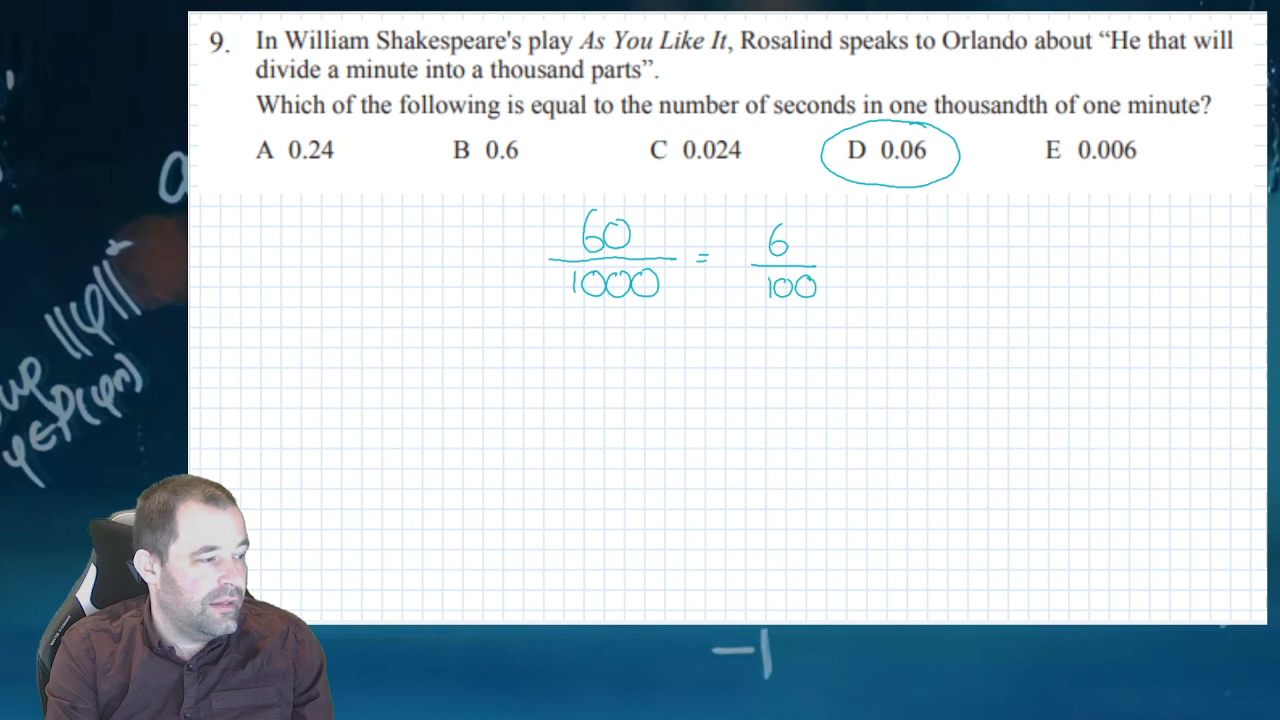 9. In William Shakespeare's play As You Like It, Rosalind speaks to Orlando about “He that will
divide a minute into a thousand parts”.
Which of the following is equal to the number of seconds in one thousandth of one minute?
A 0.24 B 0.6 C 0.024 D 0.06 E 0.006
60/1000 = 6/100
||φ||
φ∈P(φn)
−1